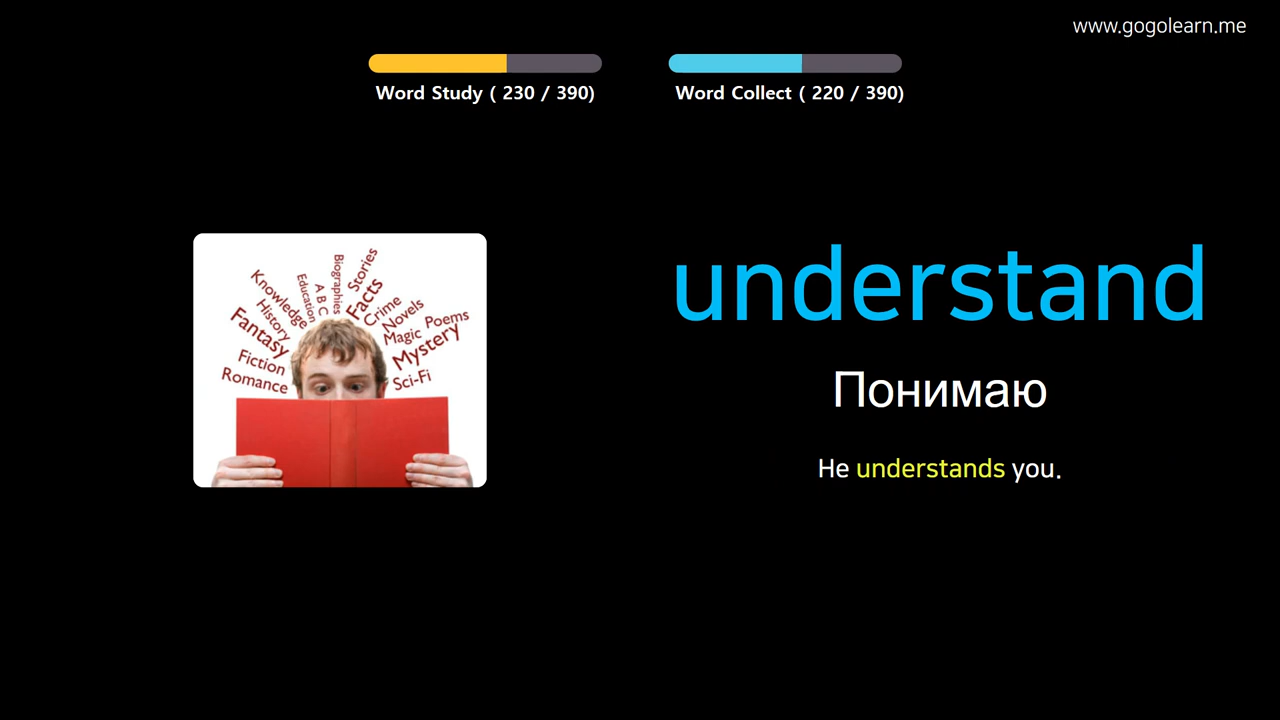 www.gogolearn.me
Word Study ( 230 / 390)
Word Collect ( 220 / 390)
Knowledge
History
Fantasy
Fiction
Romance
Education
A B C
Biographies
Stories
Facts
Crime
Novels
Magic
Poems
Mystery
Sci-Fi
understand
Понимаю
He understands you.